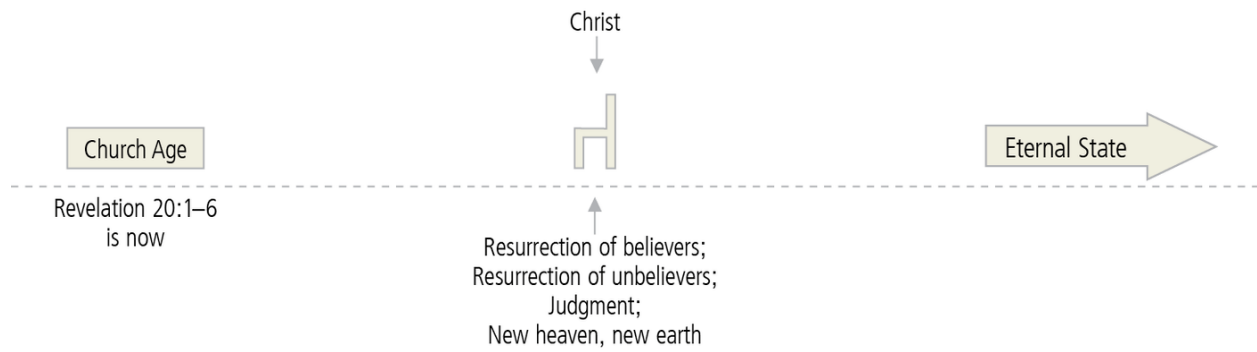 Christ
Church Age
Eternal State
Revelation 20:1–6
is now
Resurrection of believers;
Resurrection of unbelievers;
Judgment;
New heaven, new earth